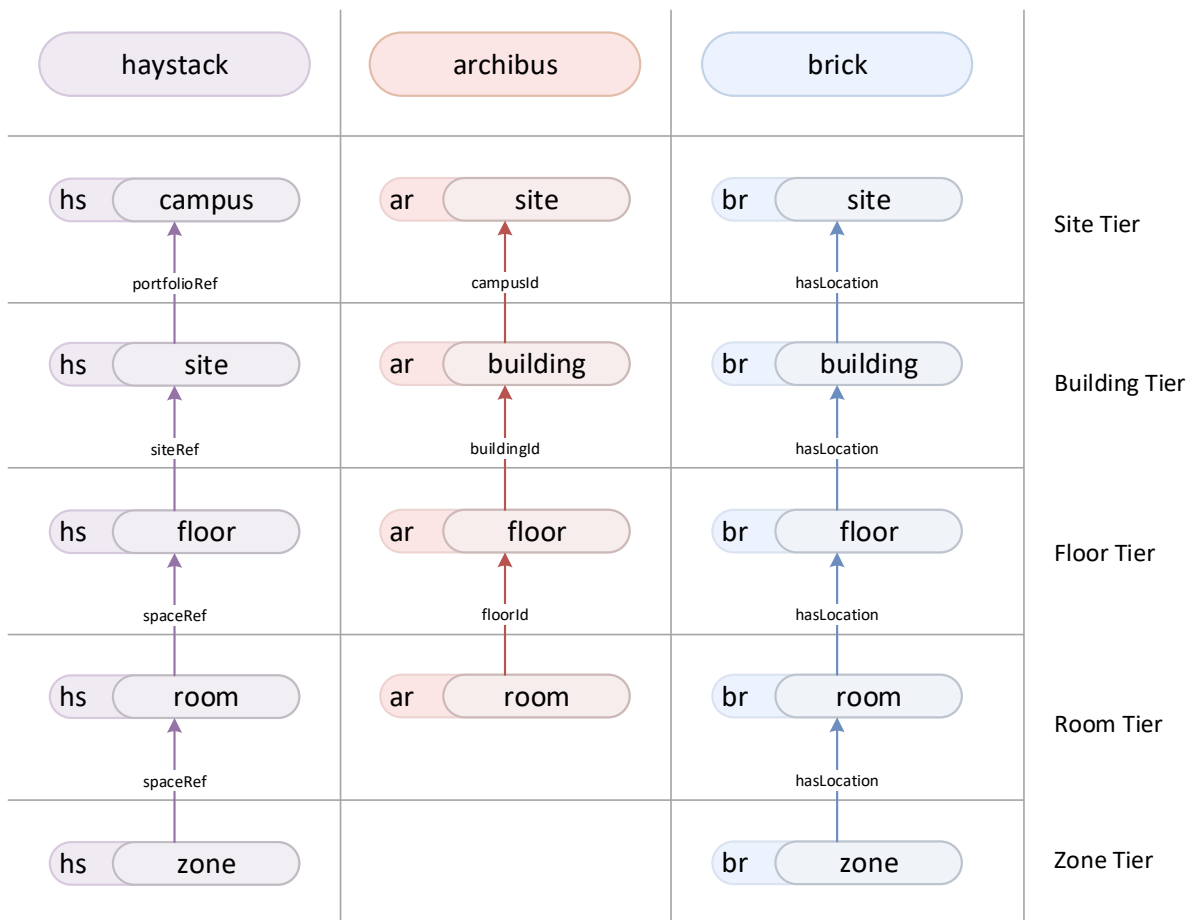 haystack archibus brick
hs campus ar site br site
Site Tier
portfolioRef campusId hasLocation
hs site ar building br building
Building Tier
siteRef buildingId hasLocation
hs floor ar floor br floor
Floor Tier
spaceRef floorId hasLocation
hs room ar room br room
Room Tier
spaceRef hasLocation
hs zone br zone
Zone Tier